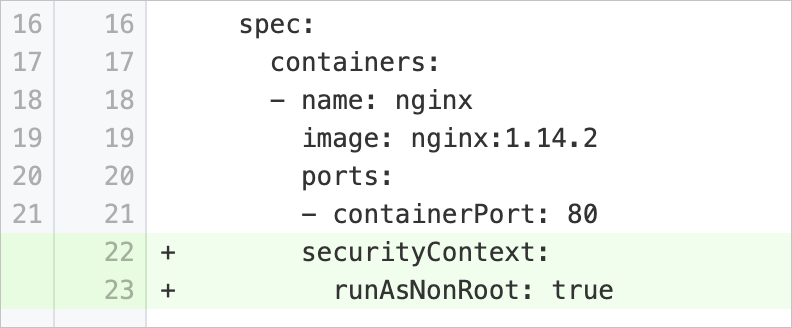 16 16 spec:
17 17 containers:
18 18 - name: nginx
19 19 image: nginx:1.14.2
20 20 ports:
21 21 - containerPort: 80
22 + securityContext:
23 + runAsNonRoot: true